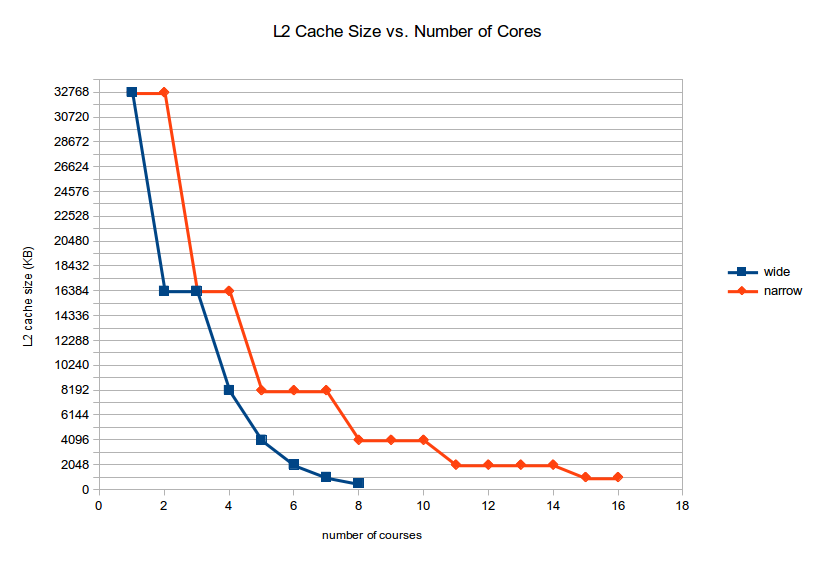 L2 Cache Size vs. Number of Cores
32768
30720
28672
26624
24576
22528
20480
18432
16384
14336
12288
10240
8192
6144
4096
2048
0
L2 cache size (KB)
0 2 4 6 8 10 12 14 16 18
number of courses
wide
narrow